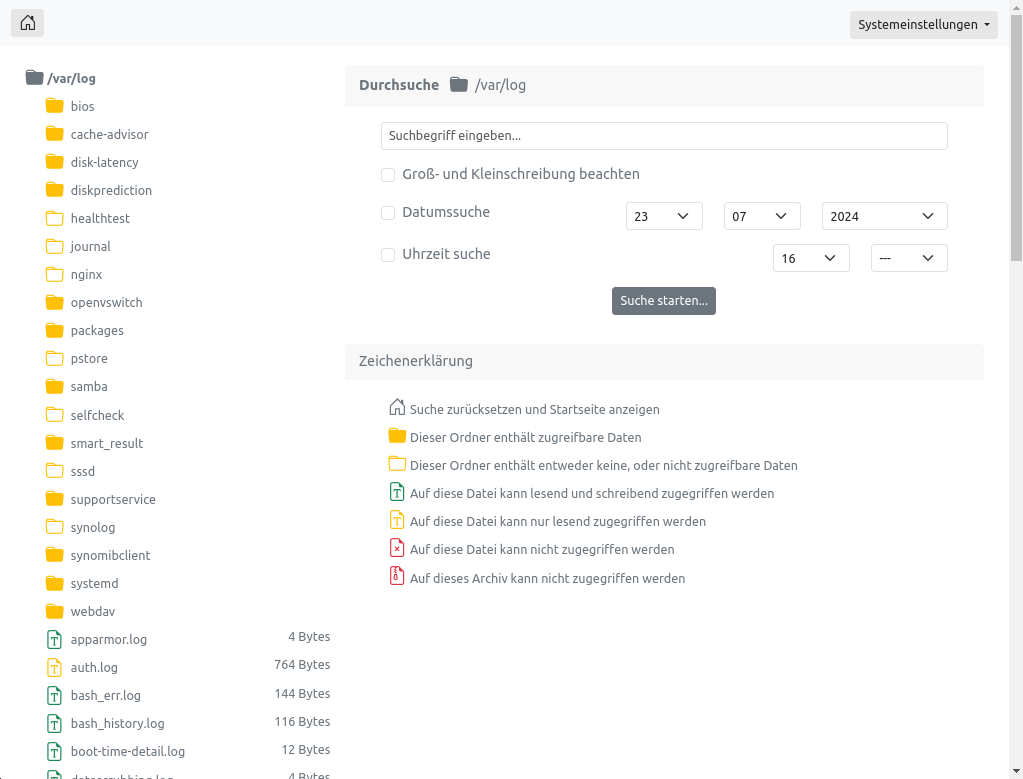 Systemeinstellungen
/var/log
bios
cache-advisor
disk-latency
diskprediction
healthtest
journal
nginx
openvswitch
packages
pstore
samba
selfcheck
smart_result
sssd
supportservice
synolog
synomibclient
systemd
webdav
apparmor.log 4 Bytes
auth.log 764 Bytes
bash_err.log 144 Bytes
bash_history.log 116 Bytes
boot-time-detail.log 12 Bytes
Durchsuche /var/log
Suchbegriff eingeben...
Groß- und Kleinschreibung beachten
Datumssuche 23 07 2024
Uhrzeit suche 16 ---
Suche starten...
Zeichenerklärung
Suche zurücksetzen und Startseite anzeigen
Dieser Ordner enthält zugreifbare Daten
Dieser Ordner enthält entweder keine, oder nicht zugreifbare Daten
Auf diese Datei kann lesend und schreibend zugegriffen werden
Auf diese Datei kann nur lesend zugegriffen werden
Auf diese Datei kann nicht zugegriffen werden
Auf dieses Archiv kann nicht zugegriffen werden